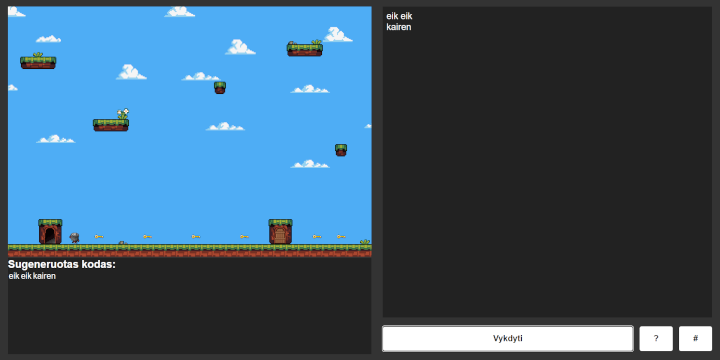 eik eik
kairen
Sugeneruotas kodas:
eik eik kairen
Vykdyti
?
#